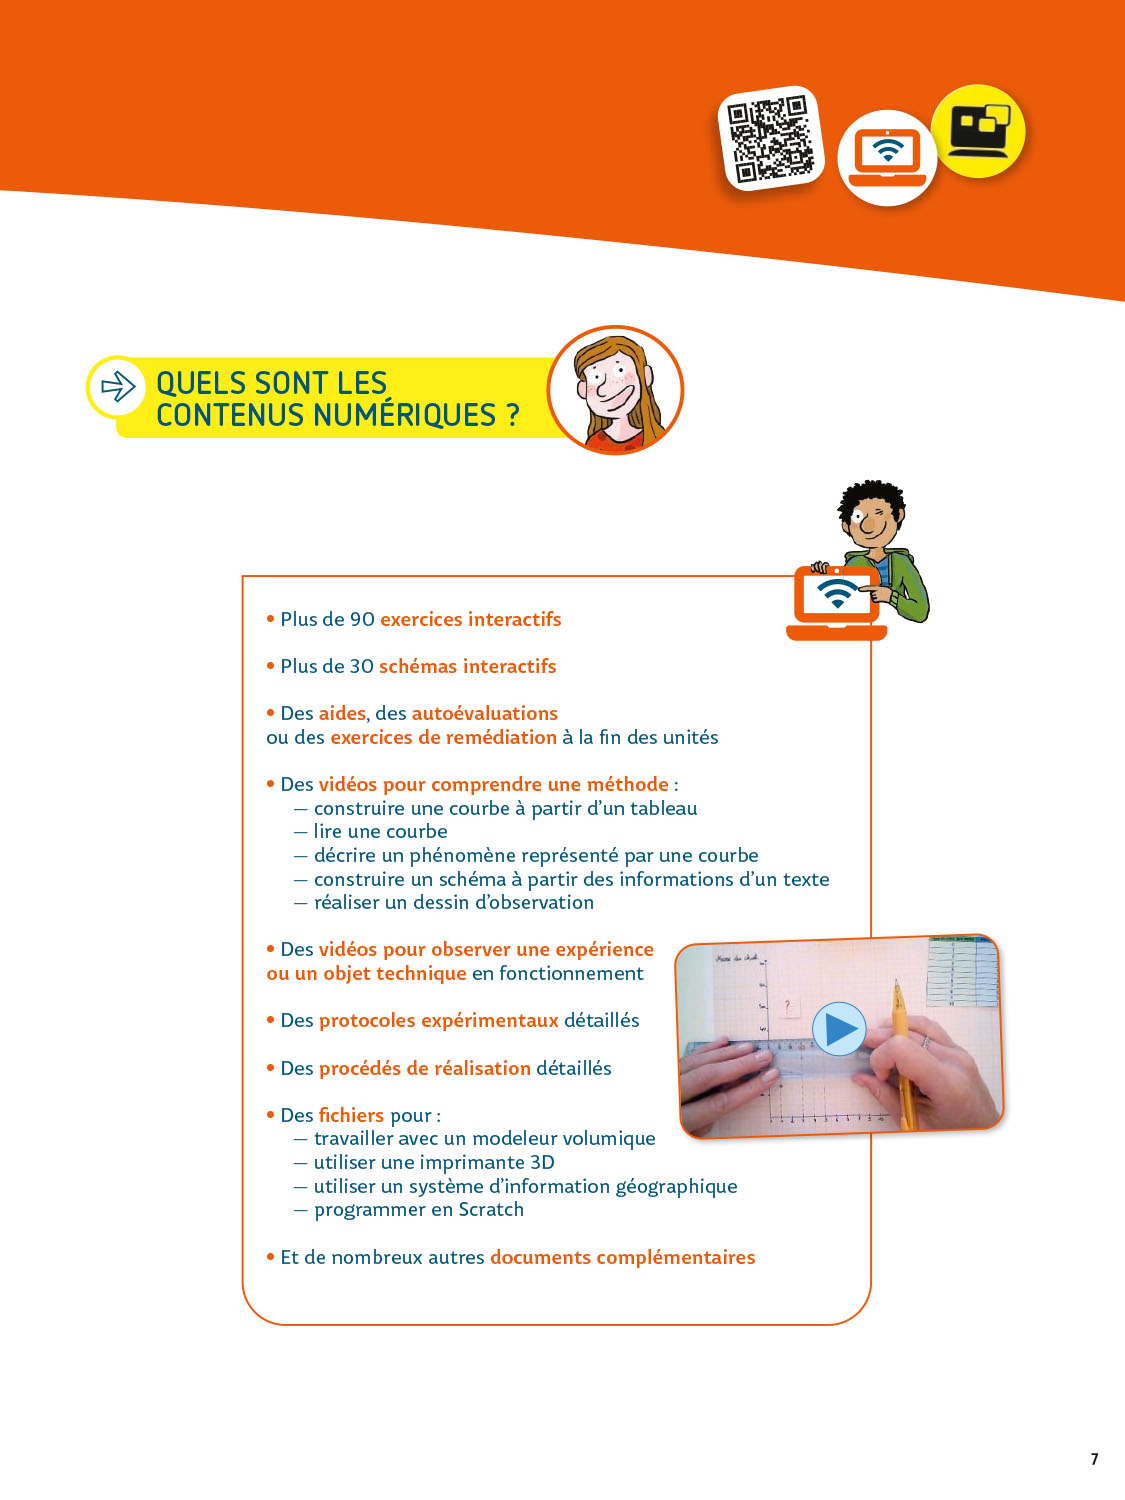 QUELS SONT LES
CONTENUS NUMÉRIQUES ?
• Plus de 90 exercices interactifs
• Plus de 30 schémas interactifs
• Des aides, des autoévaluations
ou des exercices de remédiation à la fin des unités
• Des vidéos pour comprendre une méthode :
— construire une courbe à partir d’un tableau
— lire une courbe
— décrire un phénomène représenté par une courbe
— construire un schéma à partir des informations d’un texte
— réaliser un dessin d’observation
• Des vidéos pour observer une expérience
ou un objet technique en fonctionnement
• Des protocoles expérimentaux détaillés
• Des procédés de réalisation détaillés
• Des fichiers pour :
— travailler avec un modeleur volumique
— utiliser une imprimante 3D
— utiliser un système d’information géographique
— programmer en Scratch
• Et de nombreux autres documents complémentaires
?
7